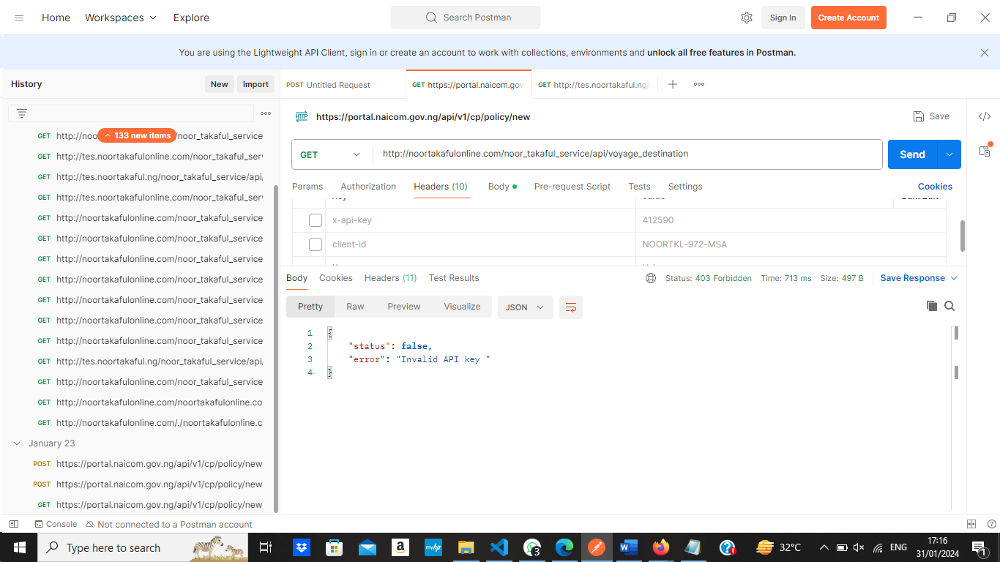 Home Workspaces Explore Search Postman Sign In Create Account
You are using the Lightweight API Client, sign in or create an account to work with collections, environments and unlock all free features in Postman.
History New Import POST Untitled Request GET https://portal.naicom.gov GET http://tes.noortakaful.ng/
HTTP https://portal.naicom.gov.ng/api/v1/cp/policy/new Save
GET http://noo /noor_takaful_service
133 new items
GET http://tes.noortakafulonline.com/noor_takaful_ser
GET http://tes.noortakaful.ng/noor_takaful_service/api,
GET http://tes.noortakafulonline.com/noor_takaful_ser
GET http://noortakafulonline.com/noor_takaful_service
GET http://noortakafulonline.com/noor_takaful_service
GET http://noortakafulonline.com/noor_takaful_service
GET http://noortakafulonline.com/noor_takaful_service
GET http://noortakafulonline.com/noor_takaful_service
GET http://noortakafulonline.com/noor_takaful_service
GET http://noortakafulonline.com/noor_takaful_service
GET http://tes.noortakaful.ng/noor_takaful_service/api,
GET http://noortakafulonline.com/noor_takaful_service
GET http://noortakafulonline.com/noortakafulonline.co
GET http://noortakafulonline.com/./noortakafulonline.c
January 23
POST https://portal.naicom.gov.ng/api/v1/cp/policy/new
POST https://portal.naicom.gov.ng/api/v1/cp/policy/new
GET https://portal.naicom.gov.ng/api/v1/cp/policy/new
GET http://noortakafulonline.com/noor_takaful_service/api/voyage_destination Send
Params Authorization Headers (10) Body Pre-request Script Tests Settings Cookies
x-api-key 412590
client-id NOORTKL-972-MSA
Body Cookies Headers (11) Test Results Status: 403 Forbidden Time: 713 ms Size: 497 B Save Response
Pretty Raw Preview Visualize JSON
1 {
2 "status": false,
3 "error": "Invalid API key "
4 }
Console Not connected to a Postman account
Type here to search a myhp 3 32°C ENG 17:16
31/01/2024 1